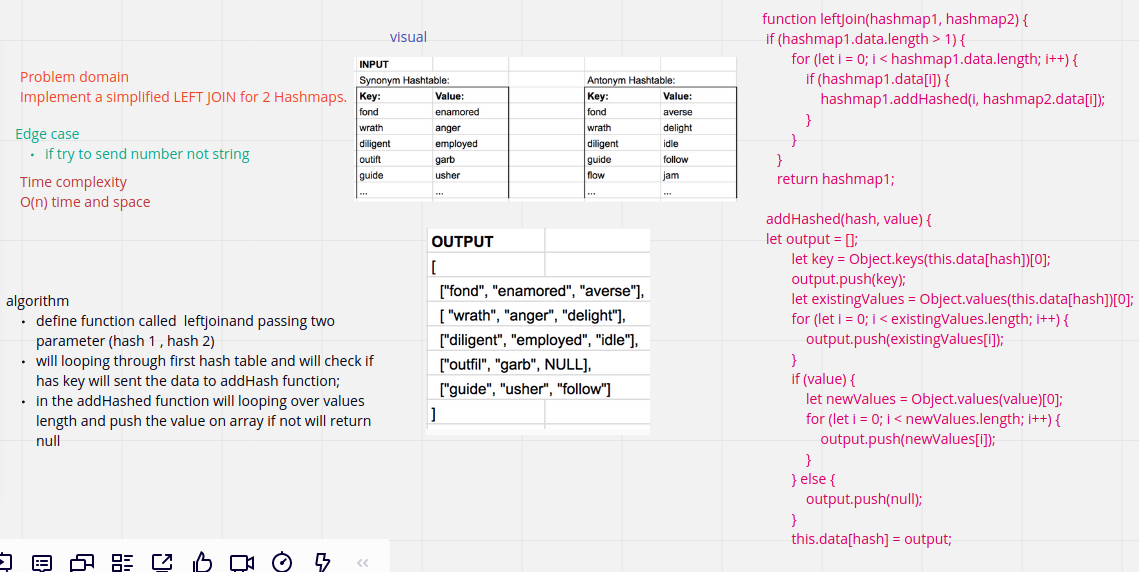 Problem domain
Implement a simplified LEFT JOIN for 2 Hashmaps.
Edge case
• if try to send number not string
Time complexity
O(n) time and space
algorithm
• define function called leftjoinand passing two
parameter (hash 1 , hash 2)
• will looping through first hash table and will check if
has key will sent the data to addHash function;
• in the addHashed function will looping over values
length and push the value on array if not will return
null
visual
INPUT
Synonym Hashtable: Antonym Hashtable:
Key: Value: Key: Value:
fond enamored fond averse
wrath anger wrath delight
diligent employed diligent idle
outift garb guide follow
guide usher flow jam
... ... ... ...
OUTPUT
[
["fond", "enamored", "averse"],
[ "wrath", "anger", "delight"],
["diligent", "employed", "idle"],
["outfil", "garb", NULL],
["guide", "usher", "follow"]
]
function leftJoin(hashmap1, hashmap2) {
if (hashmap1.data.length > 1) {
for (let i = 0; i < hashmap1.data.length; i++) {
if (hashmap1.data[i]) {
hashmap1.addHashed(i, hashmap2.data[i]);
}
}
}
return hashmap1;
addHashed(hash, value) {
let output = [];
let key = Object.keys(this.data[hash])[0];
output.push(key);
let existingValues = Object.values(this.data[hash])[0];
for (let i = 0; i < existingValues.length; i++) {
output.push(existingValues[i]);
}
if (value) {
let newValues = Object.values(value)[0];
for (let i = 0; i < newValues.length; i++) {
output.push(newValues[i]);
}
} else {
output.push(null);
}
this.data[hash] = output;